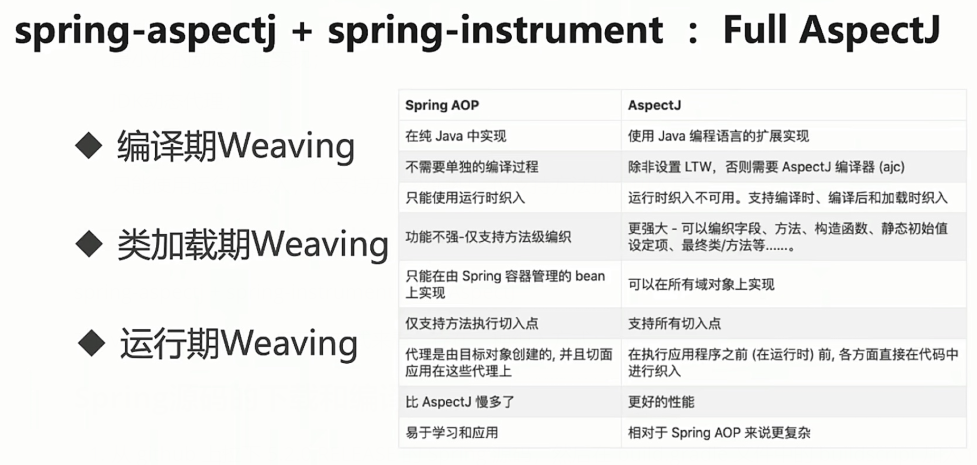 spring-aspectj + spring-instrument ： Full AspectJ
◆ 编译期Weaving
◆ 类加载期Weaving
◆ 运行期Weaving
Spring AOP AspectJ
在纯 Java 中实现 使用 Java 编程语言的扩展实现
不需要单独的编译过程 除非设置 LTW，否则需要 AspectJ 编译器 (ajc)
只能使用运行时织入 运行时织入不可用。支持编译时、编译后和加载时织入
功能不强-仅支持方法级编织 更强大 - 可以编织字段、方法、构造函数、静态初始值
设定项、最终类/方法等......。
只能在由 Spring 容器管理的 bean
上实现 可以在所有域对象上实现
仅支持方法执行切入点 支持所有切入点
代理是由目标对象创建的, 并且切面
应用在这些代理上 在执行应用程序之前 (在运行时) 前, 各方面直接在代码中
进行织入
比 AspectJ 慢多了 更好的性能
易于学习和应用 相对于 Spring AOP 来说更复杂